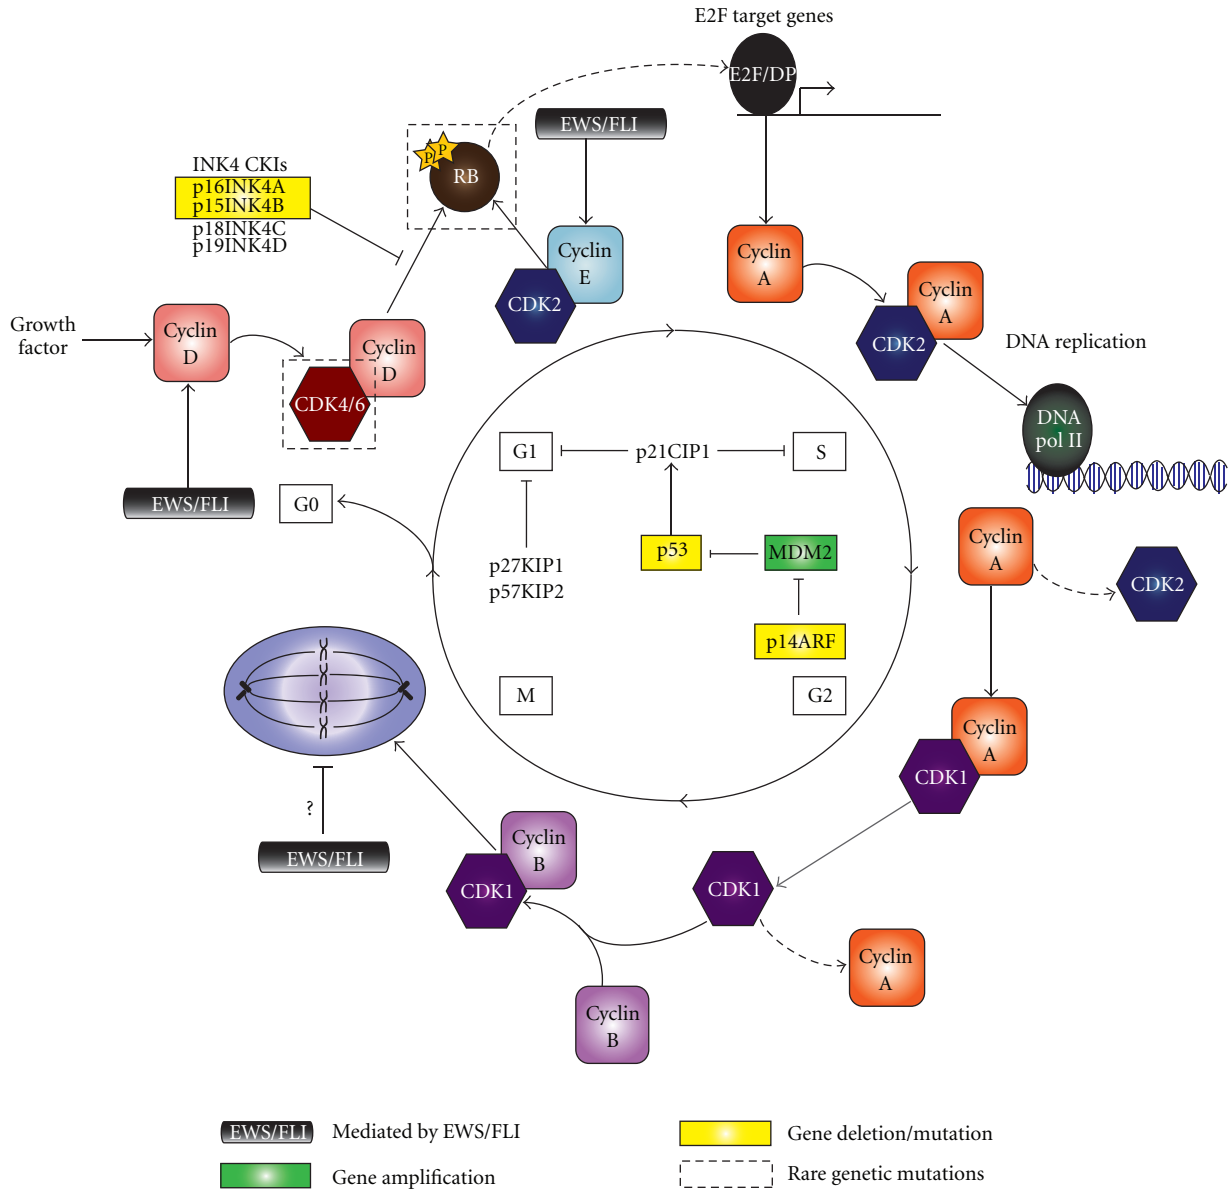 E2F target genes
E2F/DP
EWS/FLI
P
P
RB
INK4 CKIs
p16INK4A
p15INK4B
p18INK4C
p19INK4D
Cyclin
E
CDK2
Cyclin
A
Cyclin
A
CDK2
DNA replication
Growth
factor
Cyclin
D
Cyclin
D
CDK4/6
DNA
pol II
EWS/FLI
G0
G1
p21CIP1
S
p53
MDM2
p27KIP1
p57KIP2
p14ARF
M
G2
Cyclin
A
CDK2
Cyclin
A
CDK1
?
EWS/FLI
Cyclin
B
CDK1
CDK1
Cyclin
A
Cyclin
B
EWS/FLI
Mediated by EWS/FLI
Gene deletion/mutation
Gene amplification
Rare genetic mutations